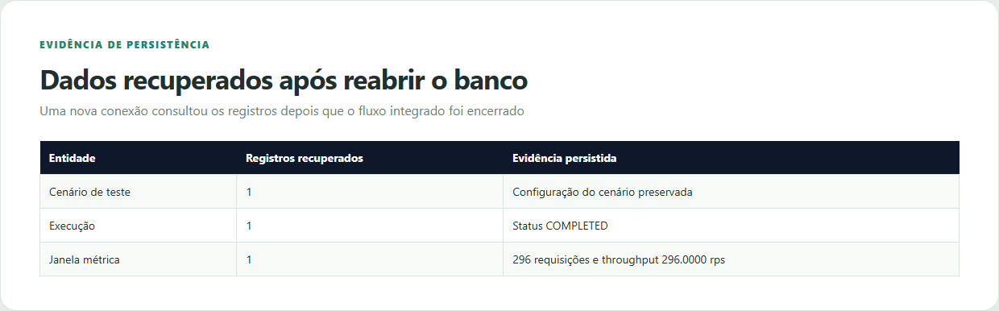 EVIDÊNCIA DE PERSISTÊNCIA
Dados recuperados após reabrir o banco
Uma nova conexão consultou os registros depois que o fluxo integrado foi encerrado
Entidade Registros recuperados Evidência persistida
Cenário de teste 1 Configuração do cenário preservada
Execução 1 Status COMPLETED
Janela métrica 1 296 requisições e throughput 296.0000 rps